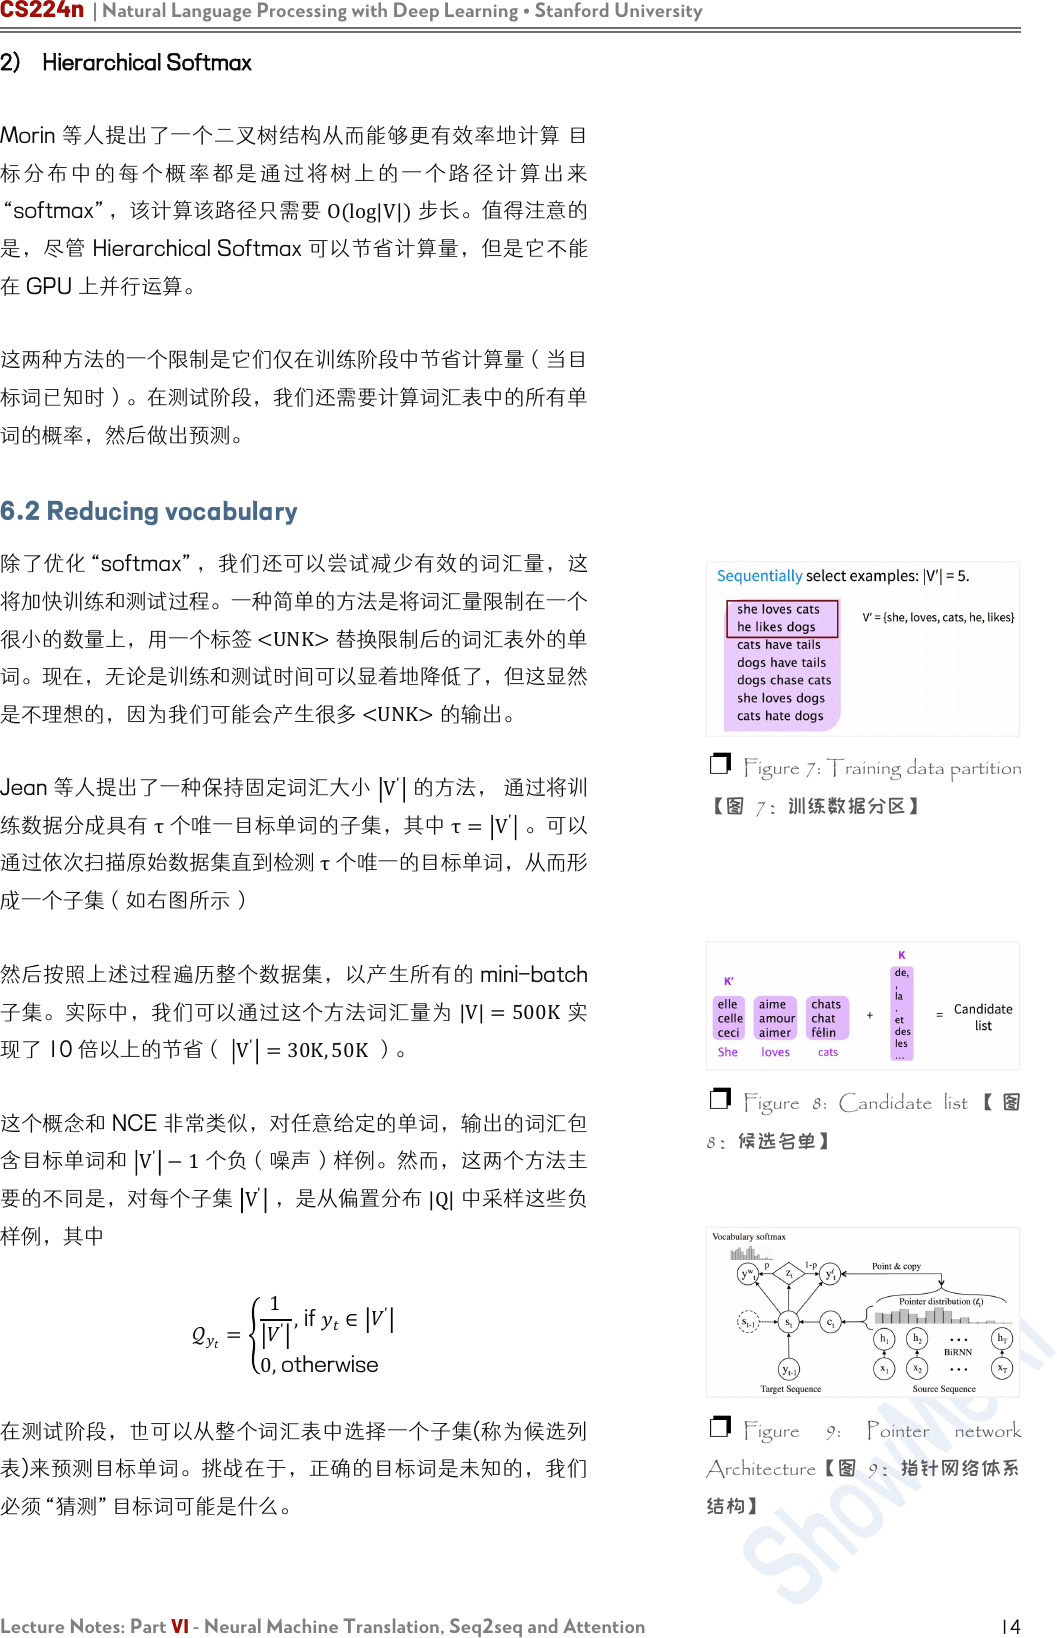 CS224n | Natural Language Processing with Deep Learning • Stanford University
2) Hierarchical Softmax
Morin 等人提出了一个二叉树结构从而能够更有效率地计算 目
标分布中的每个概率都是通过将树上的一个路径计算出来
“softmax”，该计算该路径只需要 O(log|V|) 步长。值得注意的
是，尽管 Hierarchical Softmax 可以节省计算量，但是它不能
在 GPU 上并行运算。
这两种方法的一个限制是它们仅在训练阶段中节省计算量（当目
标词已知时）。在测试阶段，我们还需要计算词汇表中的所有单
词的概率，然后做出预测。
6.2 Reducing vocabulary
除了优化 “softmax”，我们还可以尝试减少有效的词汇量，这
将加快训练和测试过程。一种简单的方法是将词汇量限制在一个
很小的数量上，用一个标签 <UNK> 替换限制后的词汇表外的单
词。现在，无论是训练和测试时间可以显着地降低了，但这显然
是不理想的，因为我们可能会产生很多 <UNK> 的输出。
Jean 等人提出了一种保持固定词汇大小 |V'| 的方法， 通过将训
练数据分成具有 τ 个唯一目标单词的子集，其中 τ = |V'| 。可以
通过依次扫描原始数据集直到检测 τ 个唯一的目标单词，从而形
成一个子集（如右图所示）
然后按照上述过程遍历整个数据集，以产生所有的 mini-batch
子集。实际中，我们可以通过这个方法词汇量为 |V| = 500K 实
现了 10 倍以上的节省（ |V'| = 30K, 50K ）。
这个概念和 NCE 非常类似，对任意给定的单词，输出的词汇包
含目标单词和 |V'| − 1 个负（噪声）样例。然而，这两个方法主
要的不同是，对每个子集 |V'| ，是从偏置分布 |Q| 中采样这些负
样例，其中
𝒬yt = { 1/|V'|, if yt ∈ |V'|
0, otherwise
在测试阶段，也可以从整个词汇表中选择一个子集(称为候选列
表)来预测目标单词。挑战在于，正确的目标词是未知的，我们
必须 “猜测” 目标词可能是什么。
Sequentially select examples: |V'| = 5.
she loves cats
he likes dogs
cats have tails
dogs have tails
dogs chase cats
she loves dogs
cats hate dogs
V' = {she, loves, cats, he, likes}
❐ Figure 7: Training data partition
【图 7：训练数据分区】
K'
elle
celle
ceci
She
aime
amour
aimer
loves
chats
chat
félin
cats
+
K
de,
,
la
.
et
des
les
...
=
Candidate
list
❐ Figure 8: Candidate list 【图
8：候选名单】
Vocabulary softmax
p
1-p
Point & copy
y^w_t
z_t
y^l_t
Pointer distribution (ℓt)
s_t-1
s_t
c_t
h1
h2
...
hT
BiRNN
y_t-1
x1
x2
...
xT
Target Sequence
Source Sequence
❐ Figure 9: Pointer network
Architecture【图 9：指针网络体系
结构】
ShowMeAI
Lecture Notes: Part VI - Neural Machine Translation, Seq2seq and Attention
14